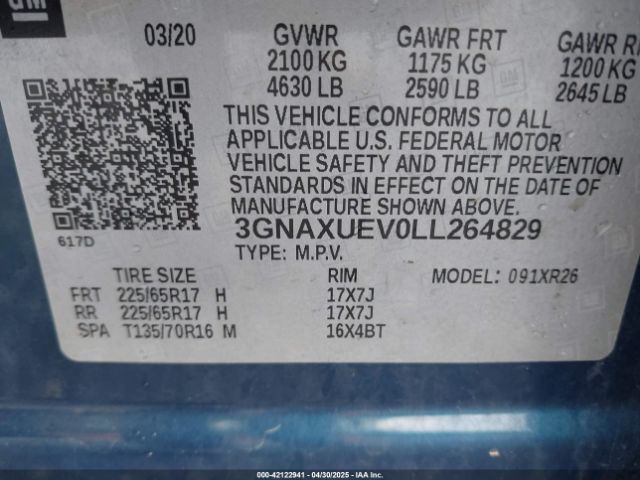 GM
03/20 GVWR GAWR FRT GAWR
2100 KG 1175 KG 1200 KG
4630 LB 2590 LB 2645 LB
THIS VEHICLE CONFORMS TO ALL
APPLICABLE U.S. FEDERAL MOTOR
VEHICLE SAFETY AND THEFT PREVENTION
STANDARDS IN EFFECT ON THE DATE OF
MANUFACTURE SHOWN ABOVE.
617D
3GNAXUEV0LL264829
TYPE: M.P.V.
TIRE SIZE RIM MODEL: 091XR26
FRT 225/65R17 H 17X7J
RR 225/65R17 H 17X7J
SPA T135/70R16 M 16X4BT
000-42122941 - 04/30/2025 - IAAI.COM